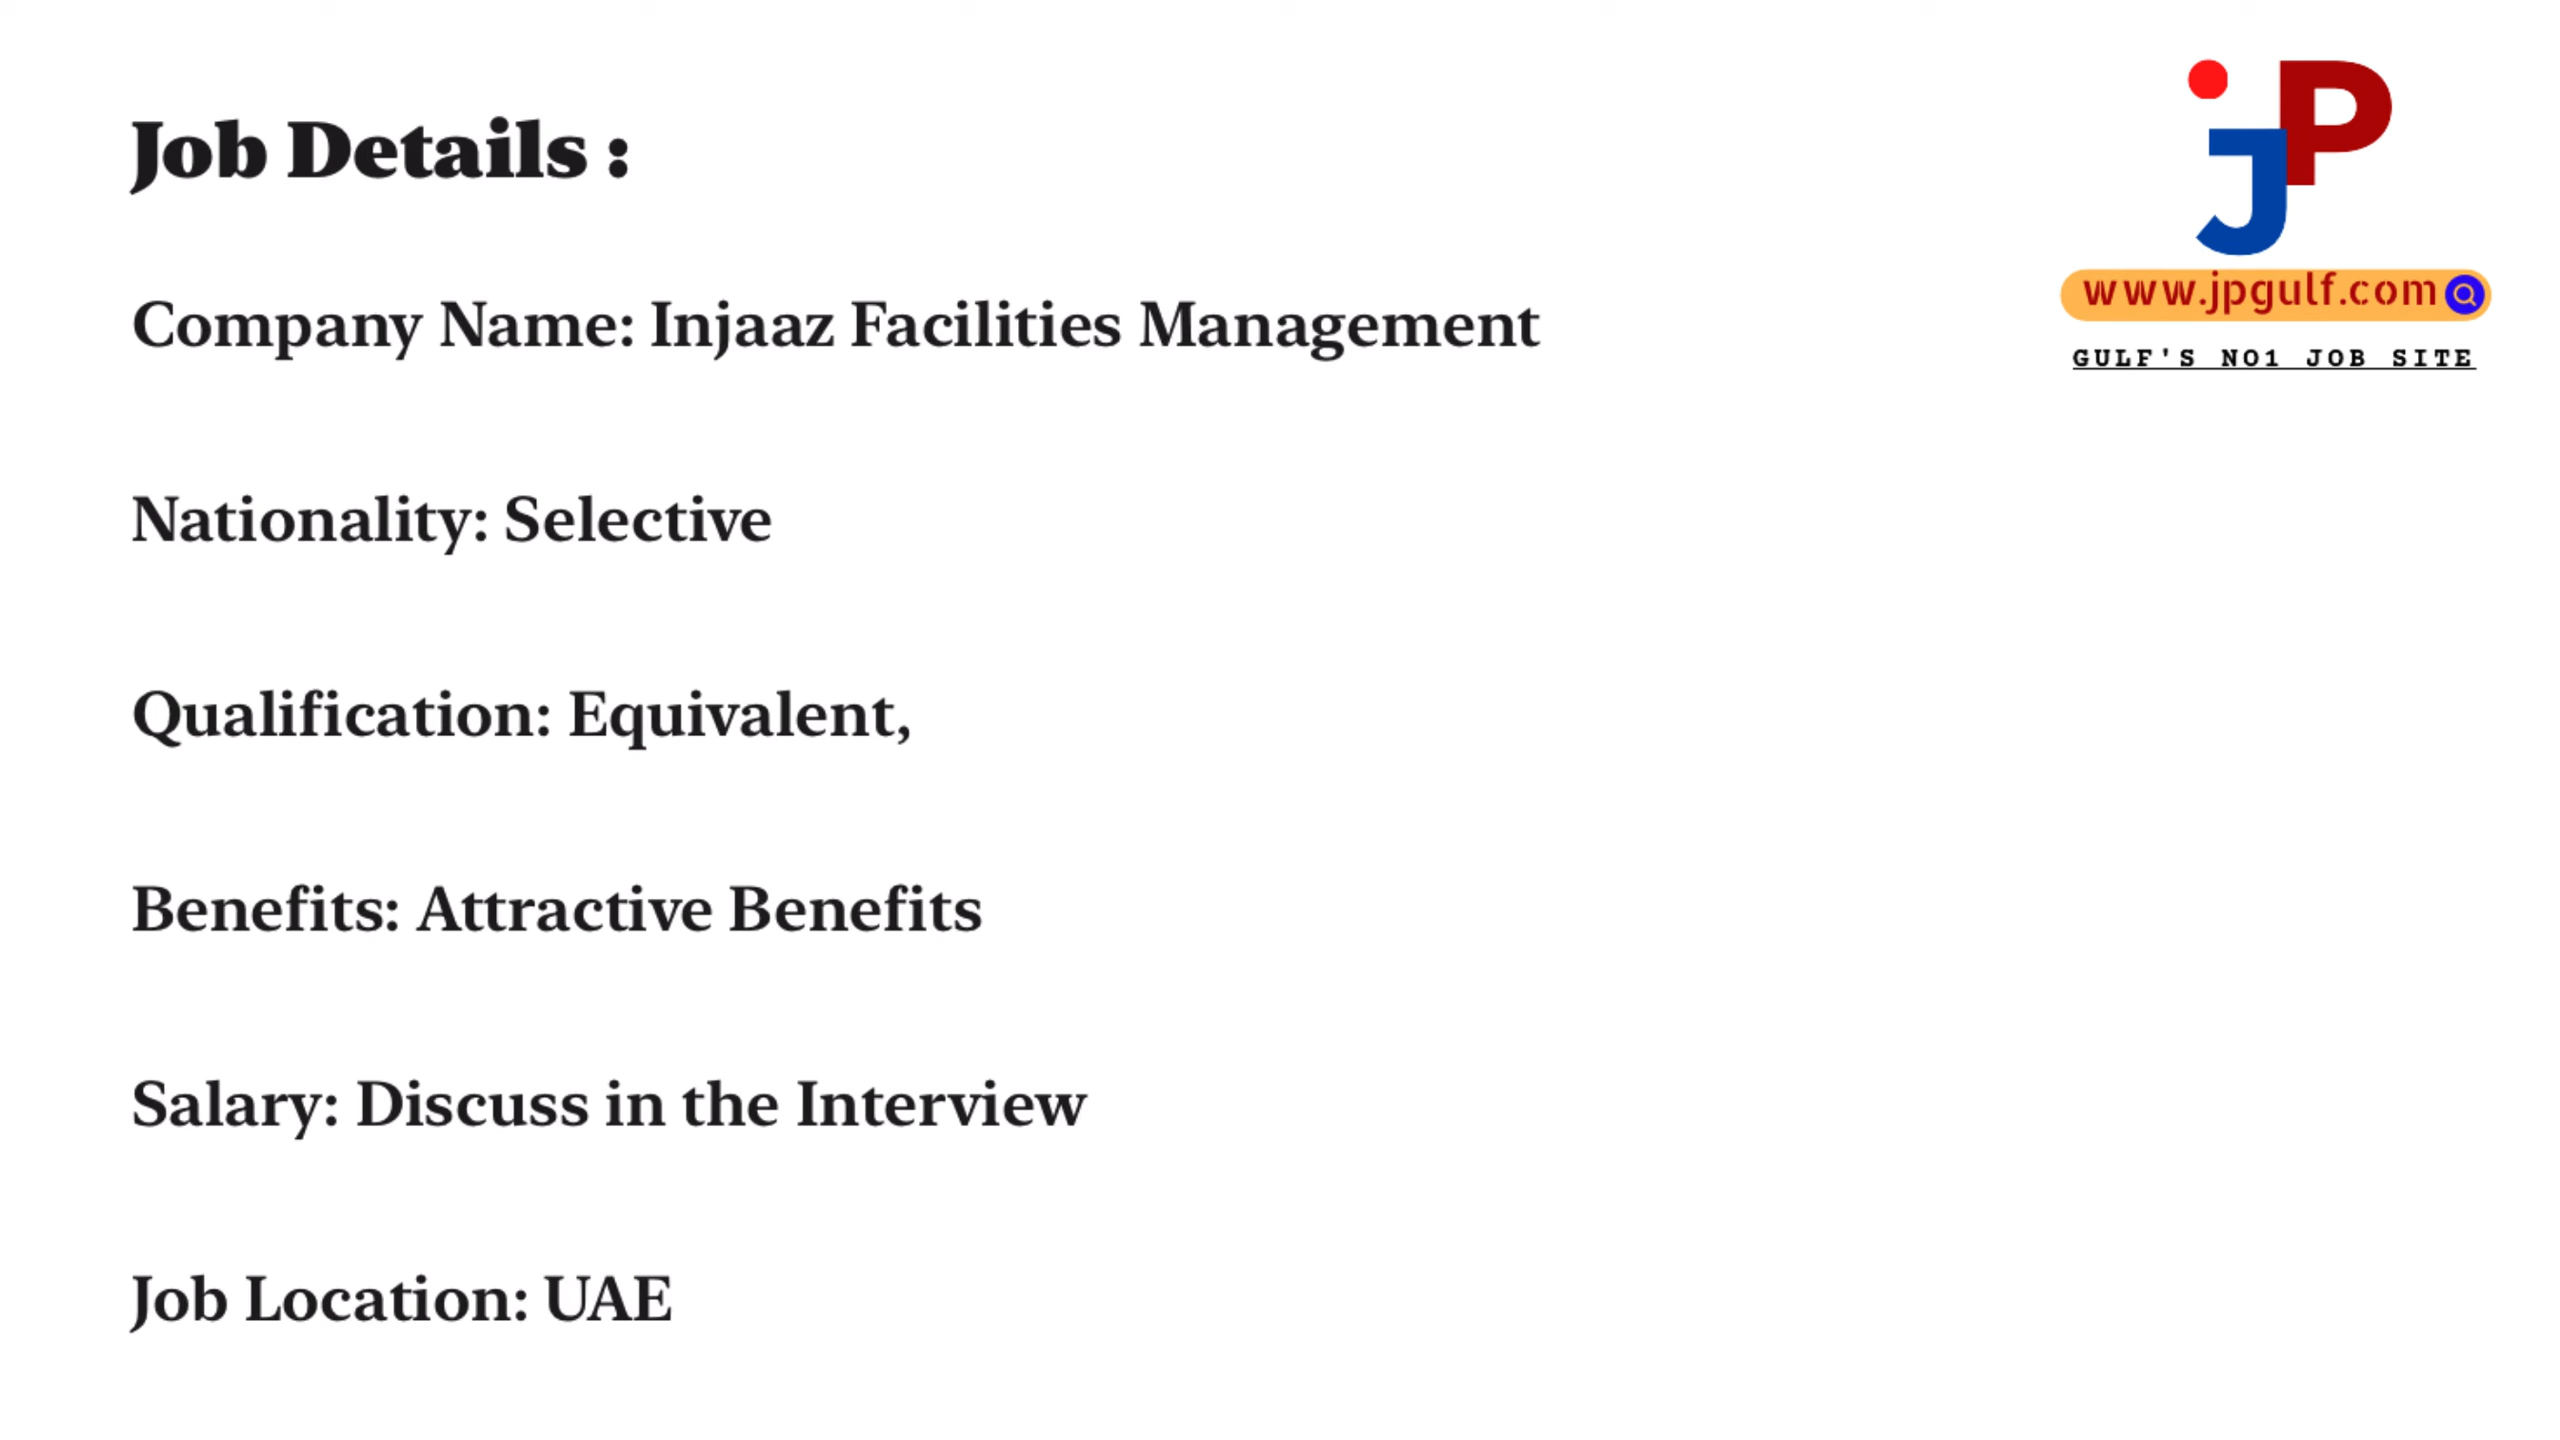 Job Details :
JP
www.jpgulf.com
GULF'S NO1 JOB SITE
Company Name: Injaaz Facilities Management
Nationality: Selective
Qualification: Equivalent,
Benefits: Attractive Benefits
Salary: Discuss in the Interview
Job Location: UAE